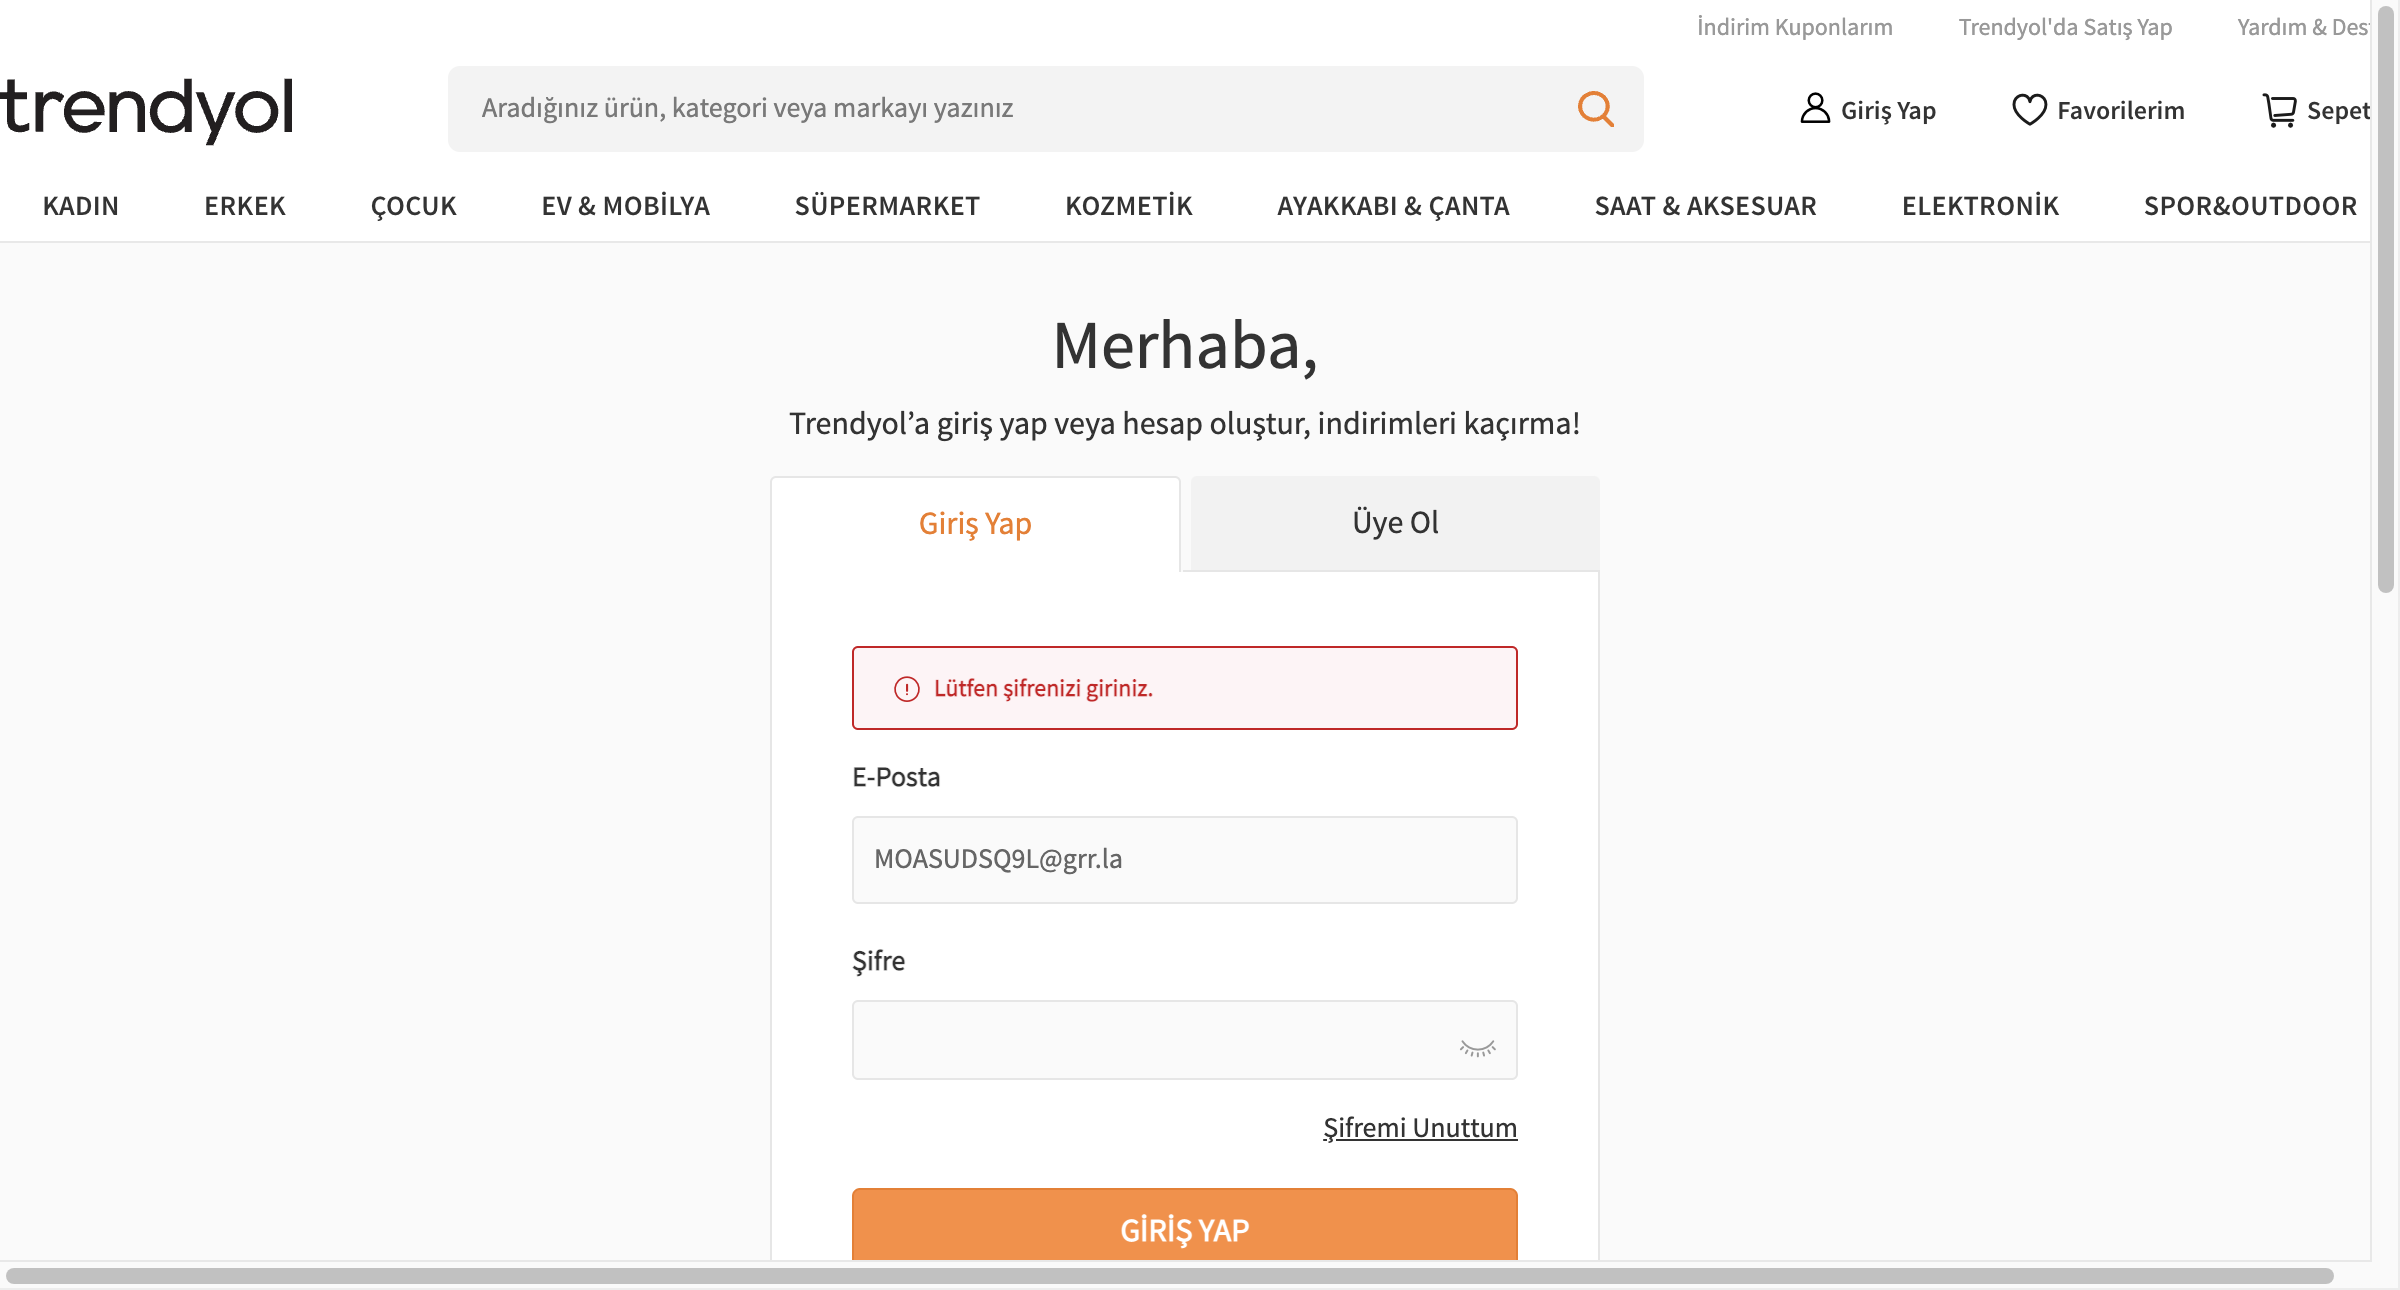 İndirim Kuponlarım Trendyol'da Satış Yap Yardım &
trendyol
Aradığınız ürün, kategori veya markayı yazınız
Giriş Yap Favorilerim
KADIN ERKEK ÇOCUK EV & MOBİLYA SÜPERMARKET KOZMETİK AYAKKABI & ÇANTA SAAT & AKSESUAR ELEKTRONİK SPOR&OUTDOOR
Merhaba,
Trendyol’a giriş yap veya hesap oluştur, indirimleri kaçırma!
Giriş Yap Üye Ol
Lütfen şifrenizi giriniz.
E-Posta
MOASUDSQ9L@grr.la
Şifre
Şifremi Unuttum
GİRİŞ YAP